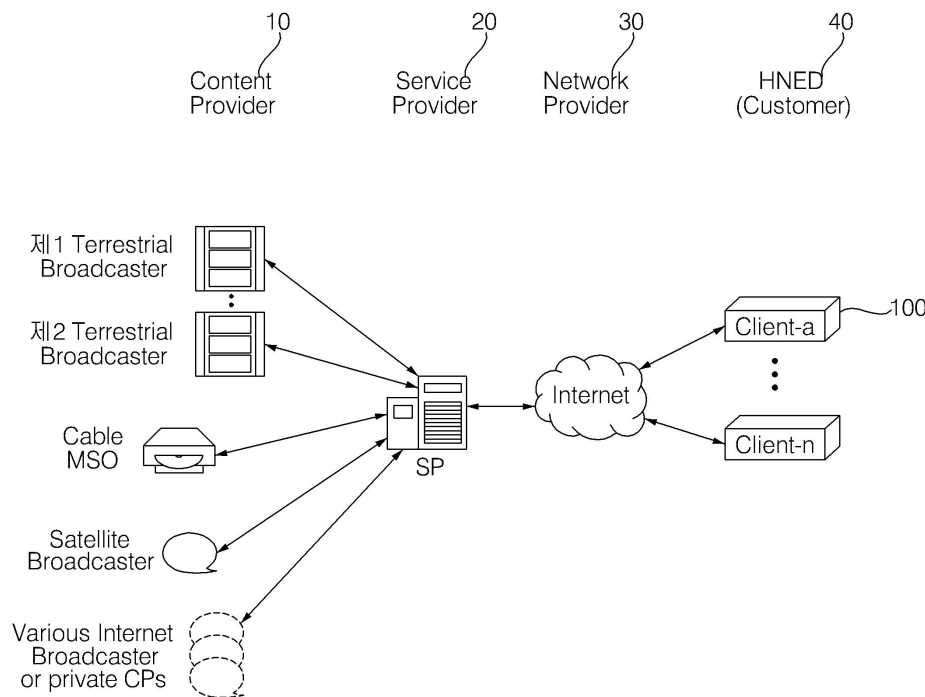 10
20
30
40
Content
Provider
Service
Provider
Network
Provider
HNED
(Customer)
제1 Terrestrial
Broadcaster
제2 Terrestrial
Broadcaster
Cable
MSO
Satellite
Broadcaster
Various Internet
Broadcaster
or private CPs
SP
Internet
Client-a
100
Client-n